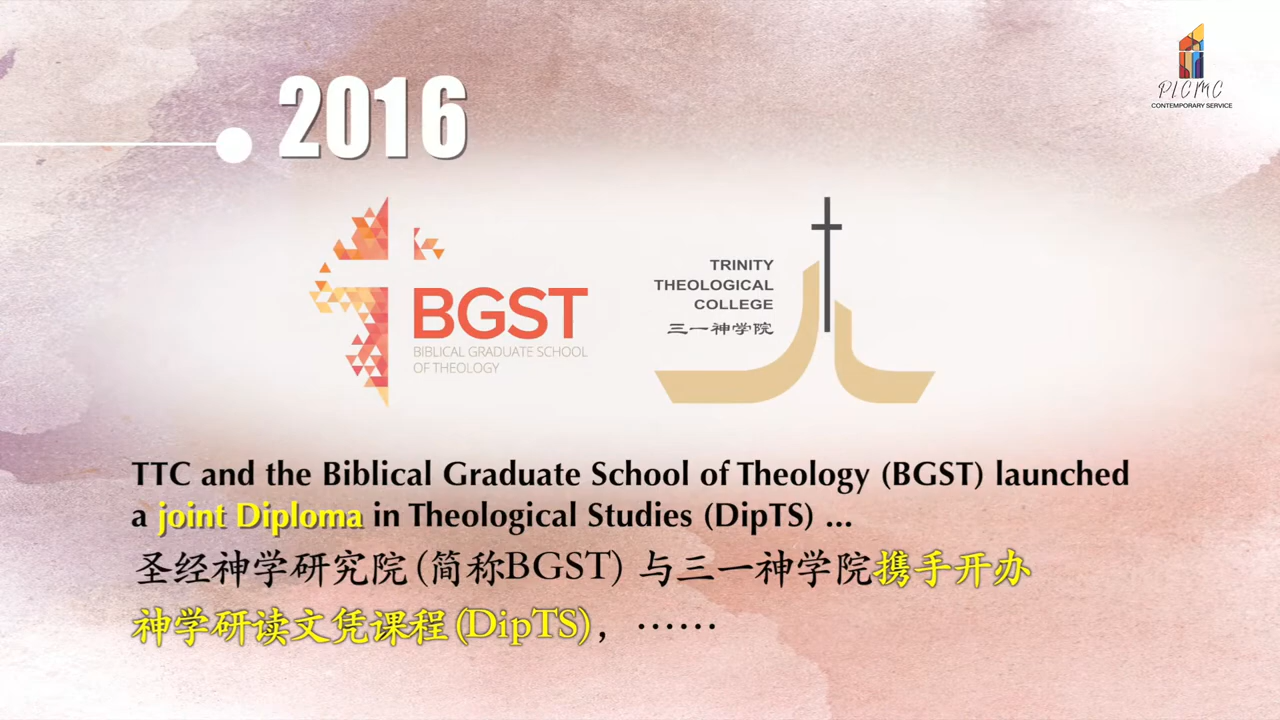 PLCMC
CONTEMPORARY SERVICE
2016
BGST
BIBLICAL GRADUATE SCHOOL
OF THEOLOGY
TRINITY
THEOLOGICAL
COLLEGE
三一神学院
TTC and the Biblical Graduate School of Theology (BGST) launched
a joint Diploma in Theological Studies (DipTS) ...
圣经神学研究院(简称BGST) 与三一神学院携手开办
神学研读文凭课程(DipTS)，……